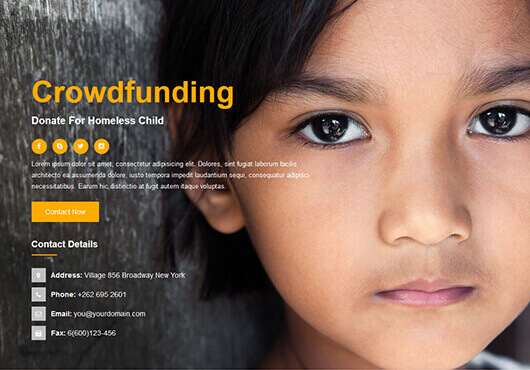 Crowdfunding
Donate For Homeless Child
Lorem ipsum dolor sit amet, consectetur adipisicing elit. Dolores, sint fugiat laborum facilis
architecto ea assumenda dolore, iusto tempora impedit laudantium sequi, consequatur adipisci
necessitatibus. Earum hic distinctio at fugit autem itaque voluptas.
Contact Now
Contact Details
Address: Village 856 Broadway New York
Phone: +262 695 2601
Email: you@yourdomain.com
Fax: 6(600)123-456